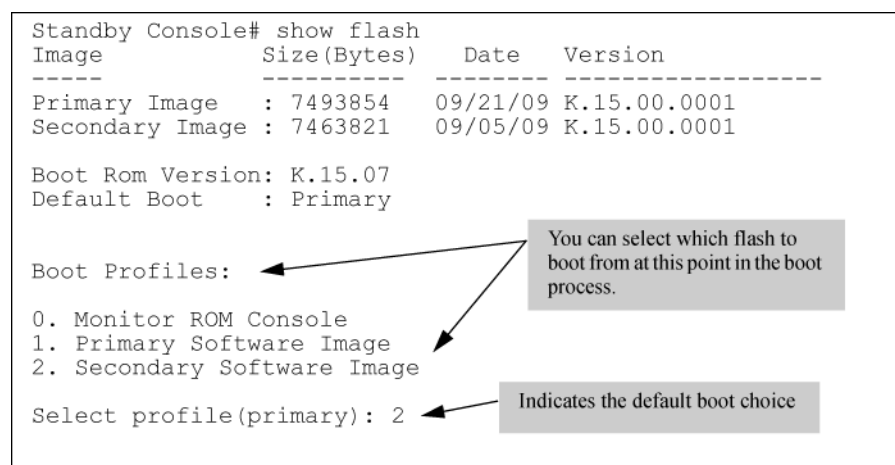 Standby Console# show flash
Image Size(Bytes) Date Version
----- ---------- -------- ------------------
Primary Image : 7493854 09/21/09 K.15.00.0001
Secondary Image : 7463821 09/05/09 K.15.00.0001
Boot Rom Version: K.15.07
Default Boot : Primary
You can select which flash to
boot from at this point in the boot
process.
Boot Profiles:
0. Monitor ROM Console
1. Primary Software Image
2. Secondary Software Image
Indicates the default boot choice
Select profile(primary): 2